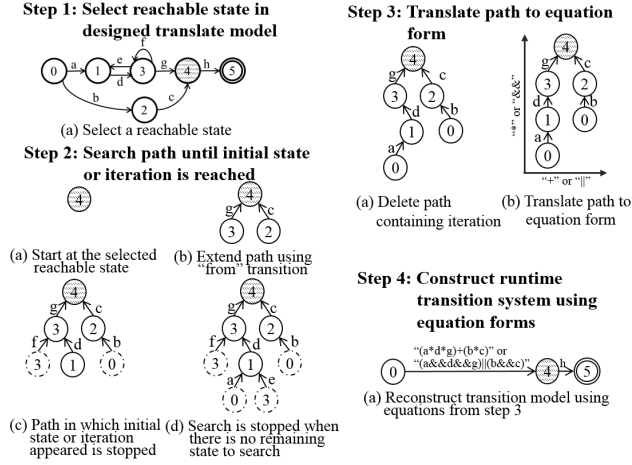 Step 1: Select reachable state in
designed translate model
f
0
a
1
e
d
3
g
4
h
5
b
2
c
(a) Select a reachable state
Step 2: Search path until initial state
or iteration is reached
4
(a) Start at the selected
reachable state
4
g
c
3
2
(b) Extend path using
"from" transition
4
g
c
3
2
f
d
b
3
1
0
(c) Path in which initial
state or iteration
appeared is stopped
4
g
c
3
2
f
d
b
3
1
0
a
e
0
3
(d) Search is stopped when
there is no remaining
state to search
Step 3: Translate path to equation
form
4
g
c
3
2
d
b
1
0
a
0
(a) Delete path
containing iteration
"*" or "&&"
4
g
c
3
2
d
b
1
0
a
0
"+" or "||"
(b) Translate path to
equation form
Step 4: Construct runtime
transition system using
equation forms
"(a*d*g)+(b*c)" or
"(a&&d&&g)||(b&&c)"
0
4
h
5
(a) Reconstruct transition model using
equations from step 3